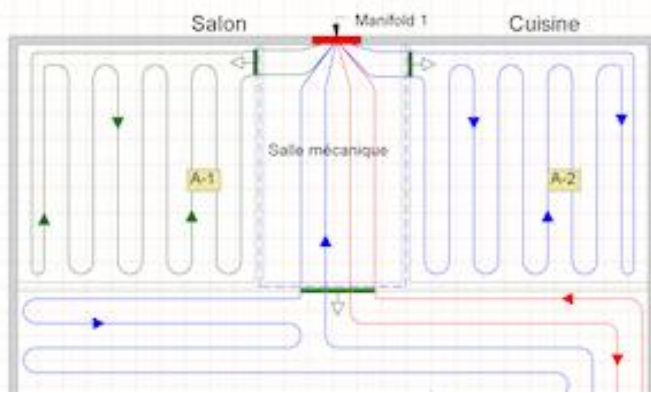 Salon
Manifold 1
Cuisine
Salle mécanique
A-1
A-2